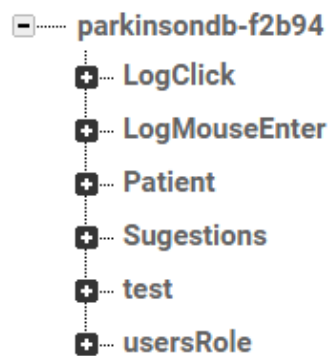 parkinsondb-f2b94
LogClick
LogMouseEnter
Patient
Sugestions
test
usersRole